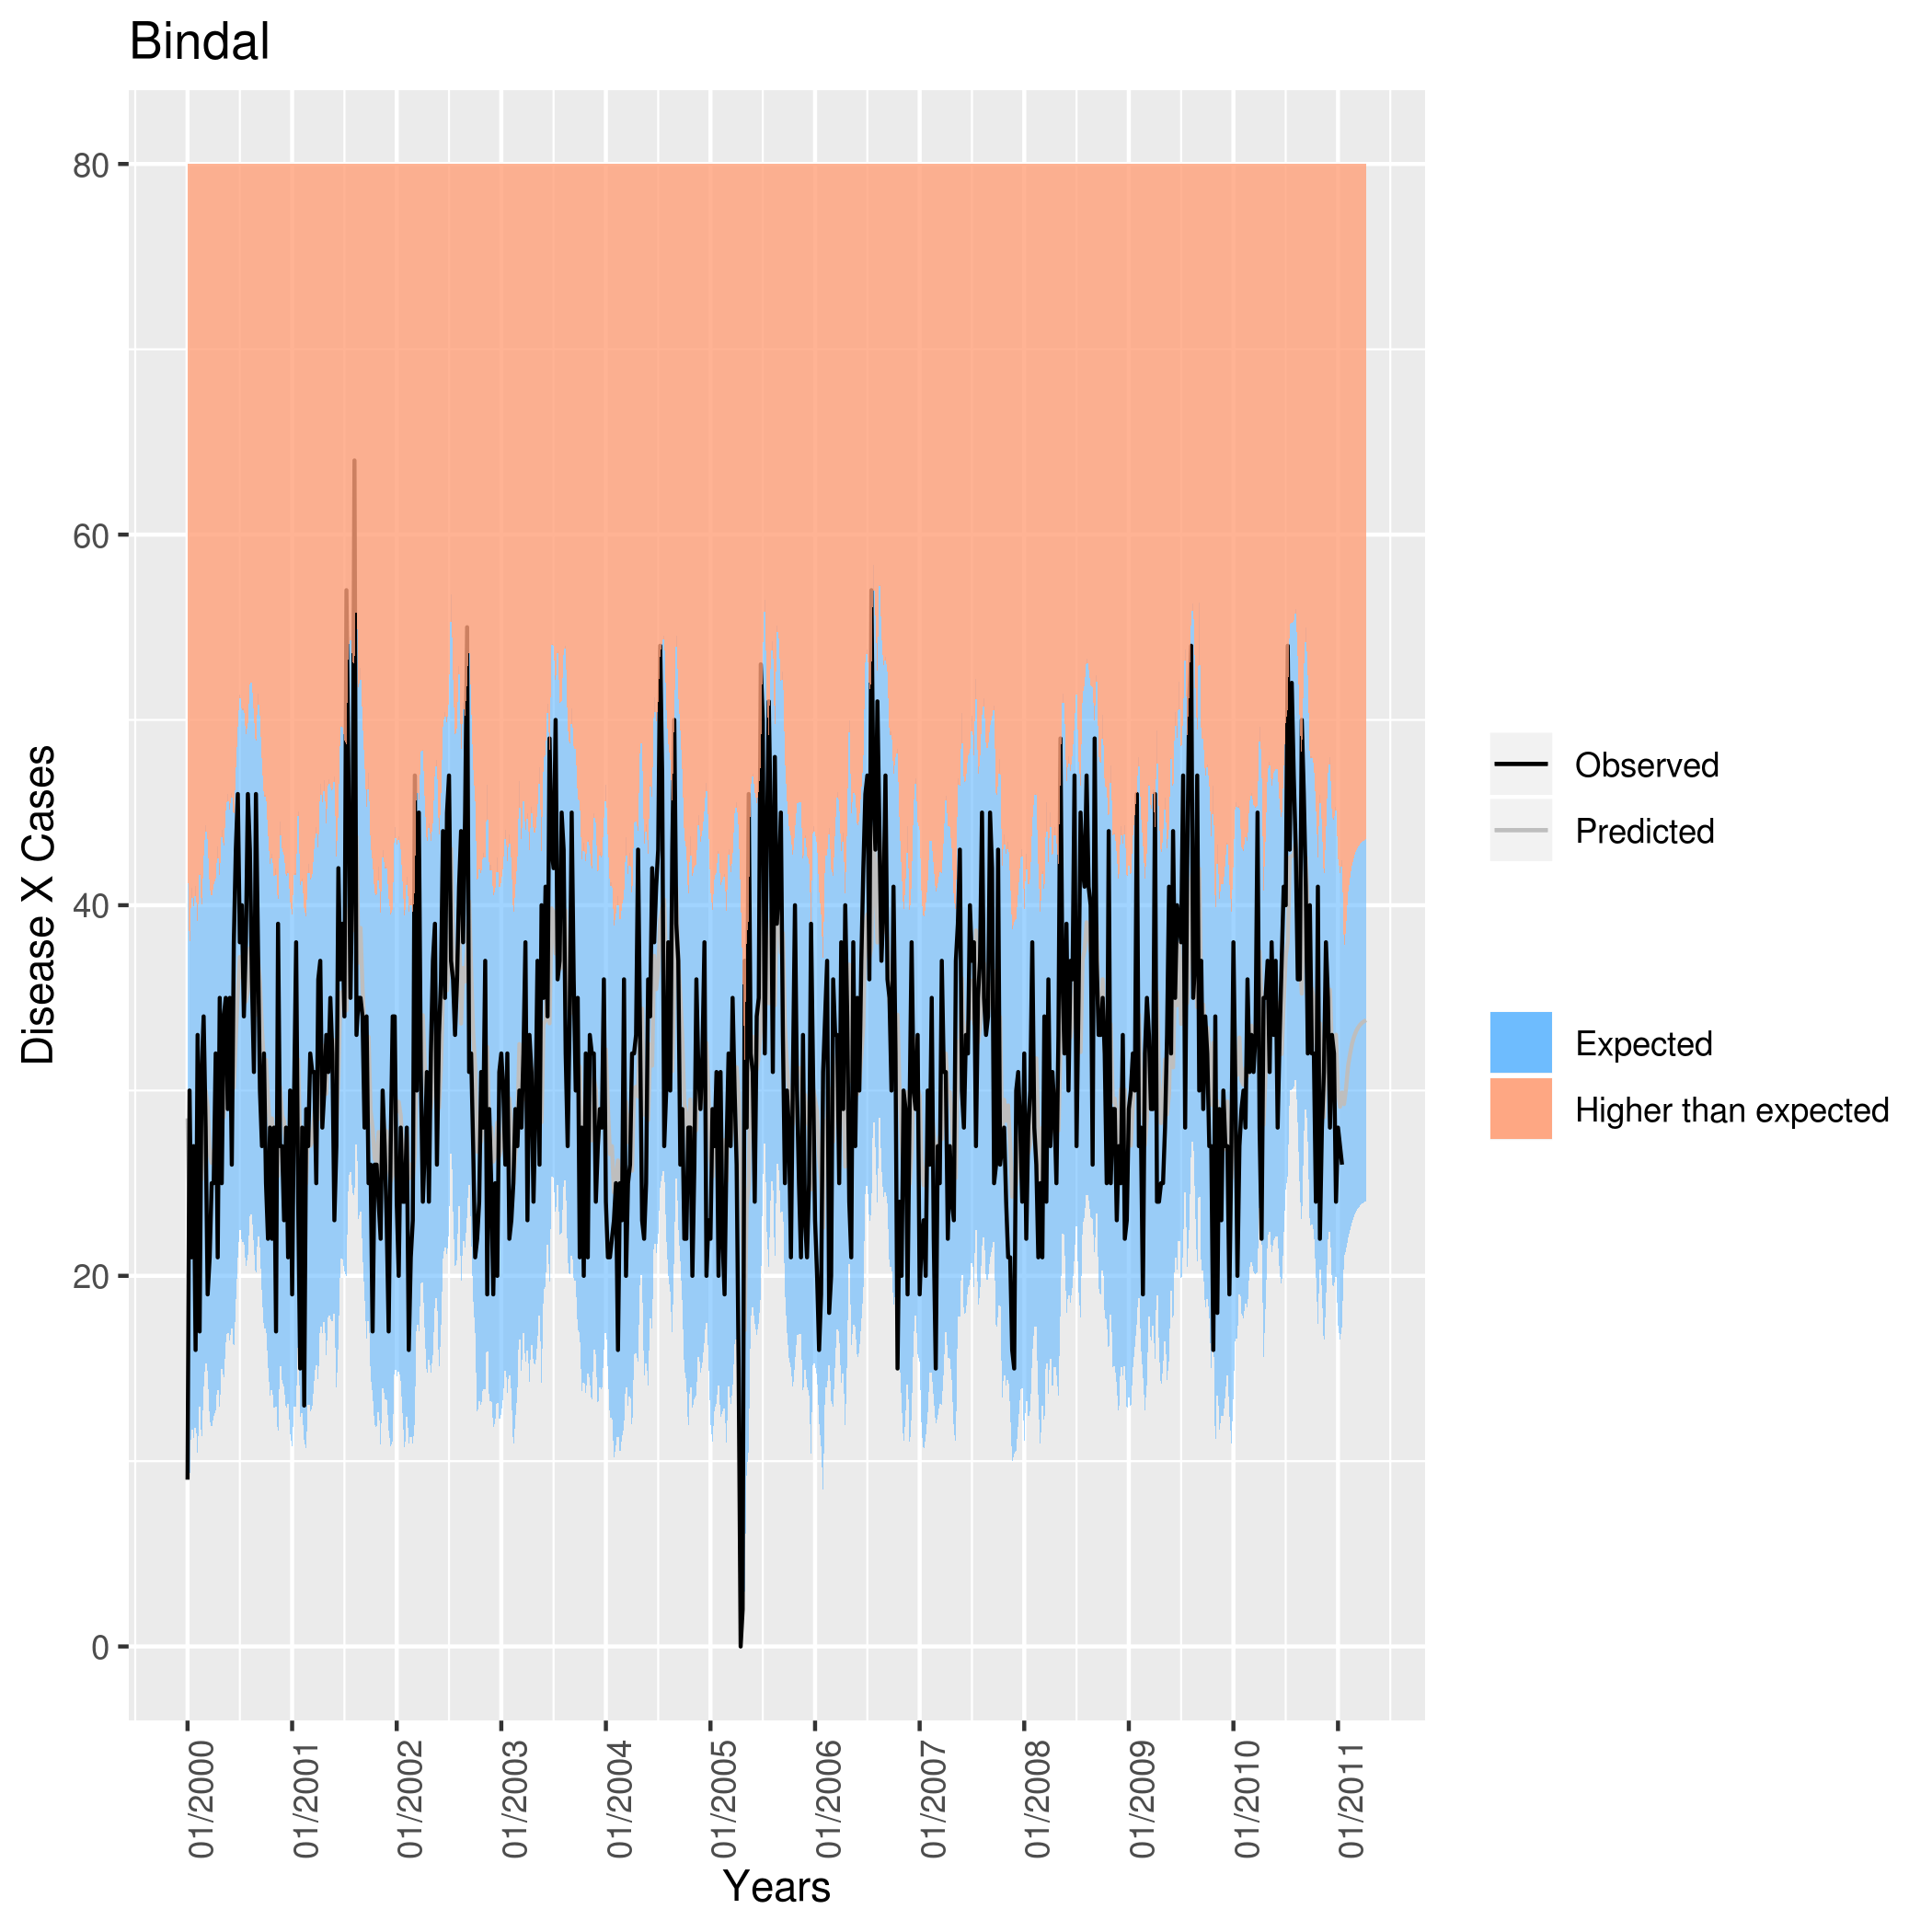 Bindal
Disease X Cases
80
60
40
20
0
01/2000
01/2001
01/2002
01/2003
01/2004
01/2005
01/2006
01/2007
01/2008
01/2009
01/2010
01/2011
Years
Observed
Predicted
Expected
Higher than expected